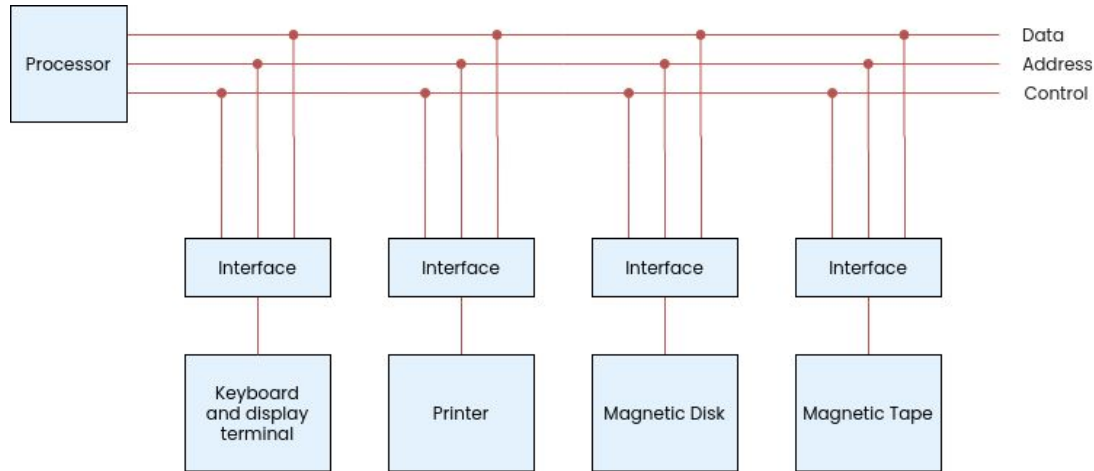 Processor
Data
Address
Control
Interface
Interface
Interface
Interface
Keyboard
and display
terminal
Printer
Magnetic Disk
Magnetic Tape